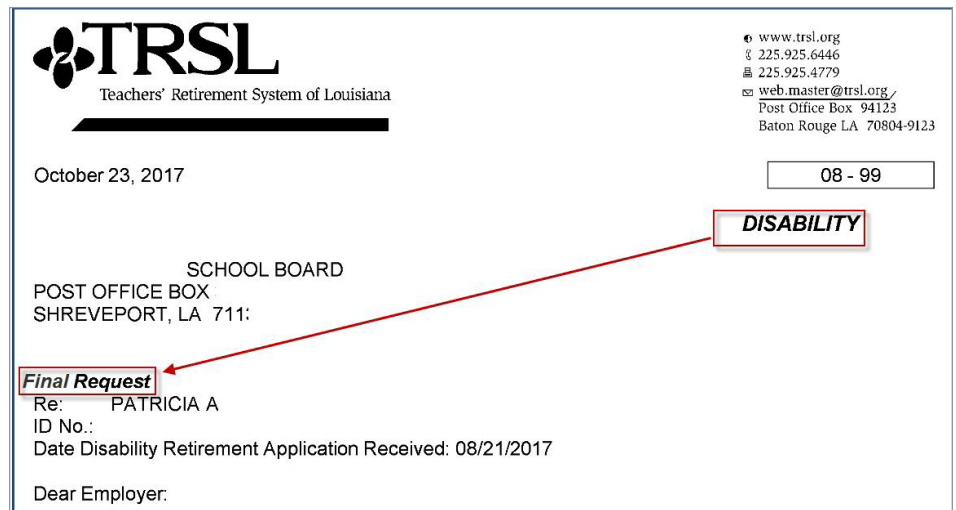 TRSL
Teachers' Retirement System of Louisiana
www.trsl.org
225.925.6446
225.925.4779
web.master@trsl.org
Post Office Box 94123
Baton Rouge LA 70804-9123
October 23, 2017
08 - 99
DISABILITY
SCHOOL BOARD
POST OFFICE BOX
SHREVEPORT, LA 711
Final Request
Re: PATRICIA A
ID No.:
Date Disability Retirement Application Received: 08/21/2017
Dear Employer: